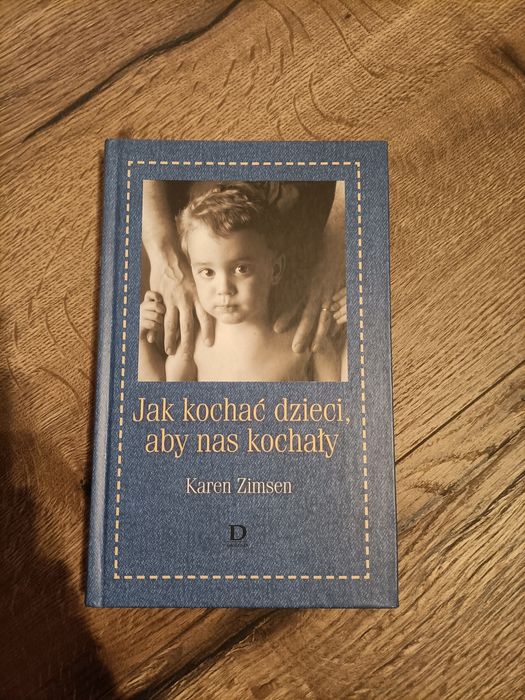 Jak kochać dzieci,
aby nas kochały
Karen Zimsen
D